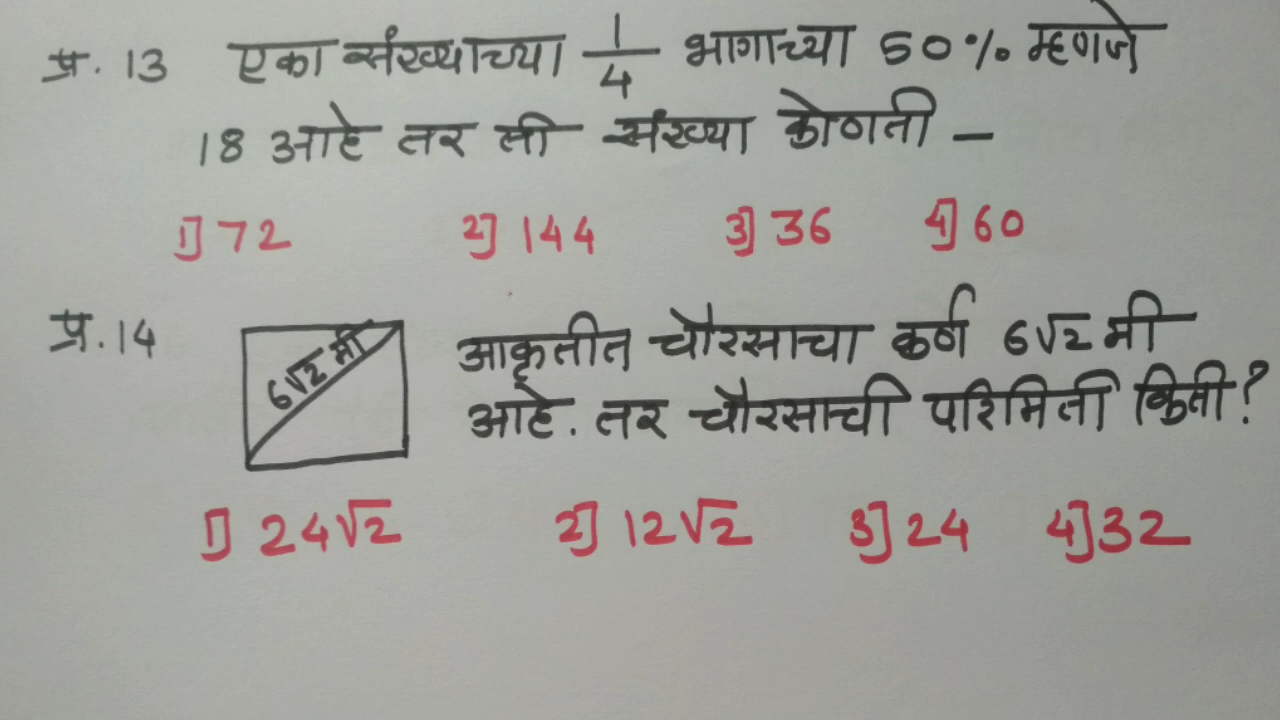 प्र. 13 एका संख्याच्या 1/4 भागाच्या 50% म्हणजे
18 आहे तर ती संख्या कोणती –
1] 72 2] 144 3] 36 4] 60
प्र. 14 आकृतीत चौरसाचा कर्ण 6√2 मी
6√2 मी
आहे. तर चौरसाची परिमिती किती?
1] 24√2 2] 12√2 3] 24 4] 32